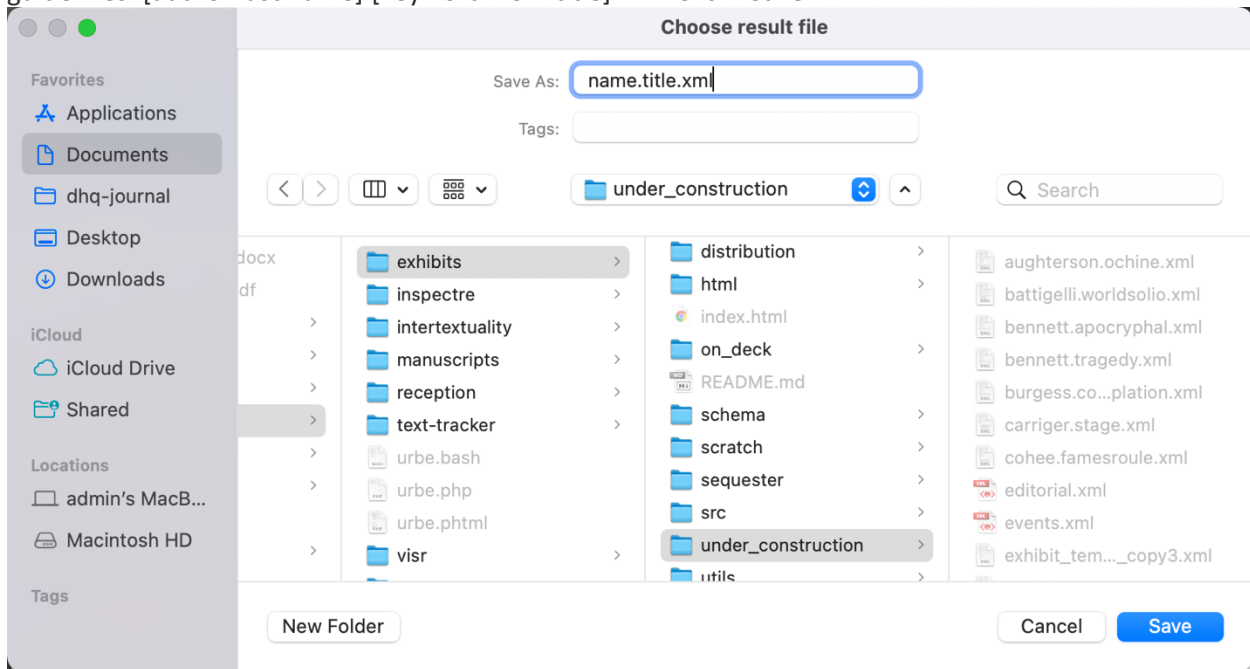 Choose result file
Favorites
Applications
Documents
dhq-journal
Desktop
Downloads
iCloud
iCloud Drive
Shared
Locations
admin's MacB...
Macintosh HD
Tags
Save As: name.title.xml
Tags:
under_construction
Search
docx
df
exhibits
inspectre
intertextuality
manuscripts
reception
text-tracker
urbe.bash
urbe.php
urbe.phtml
visr
distribution
html
index.html
on_deck
README.md
schema
scratch
sequester
src
under_construction
utils
aughterson.ochine.xml
battigelli.worldsolio.xml
bennett.apocryphal.xml
bennett.tragedy.xml
burgess.co...plation.xml
carriger.stage.xml
cohee.famesroule.xml
editorial.xml
events.xml
exhibit_tem..._copy3.xml
New Folder
Cancel
Save